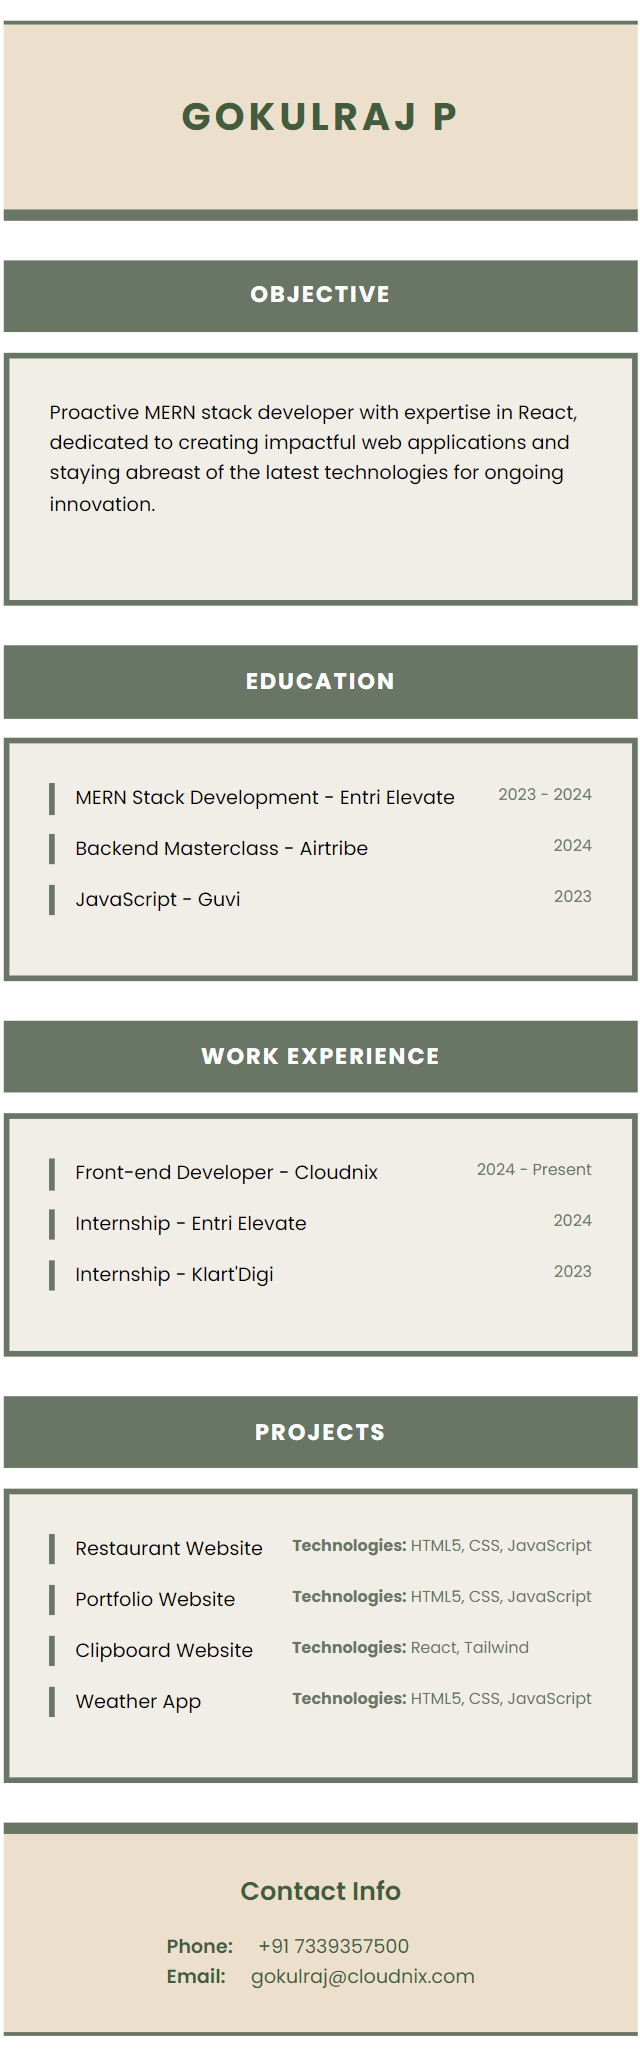 GOKULRAJ P
OBJECTIVE
Proactive MERN stack developer with expertise in React,
dedicated to creating impactful web applications and
staying abreast of the latest technologies for ongoing
innovation.
EDUCATION
MERN Stack Development - Entri Elevate 2023 - 2024
Backend Masterclass - Airtribe 2024
JavaScript - Guvi 2023
WORK EXPERIENCE
Front-end Developer - Cloudnix 2024 - Present
Internship - Entri Elevate 2024
Internship - Klart'Digi 2023
PROJECTS
Restaurant Website Technologies: HTML5, CSS, JavaScript
Portfolio Website Technologies: HTML5, CSS, JavaScript
Clipboard Website Technologies: React, Tailwind
Weather App Technologies: HTML5, CSS, JavaScript
Contact Info
Phone: +91 7339357500
Email: gokulraj@cloudnix.com